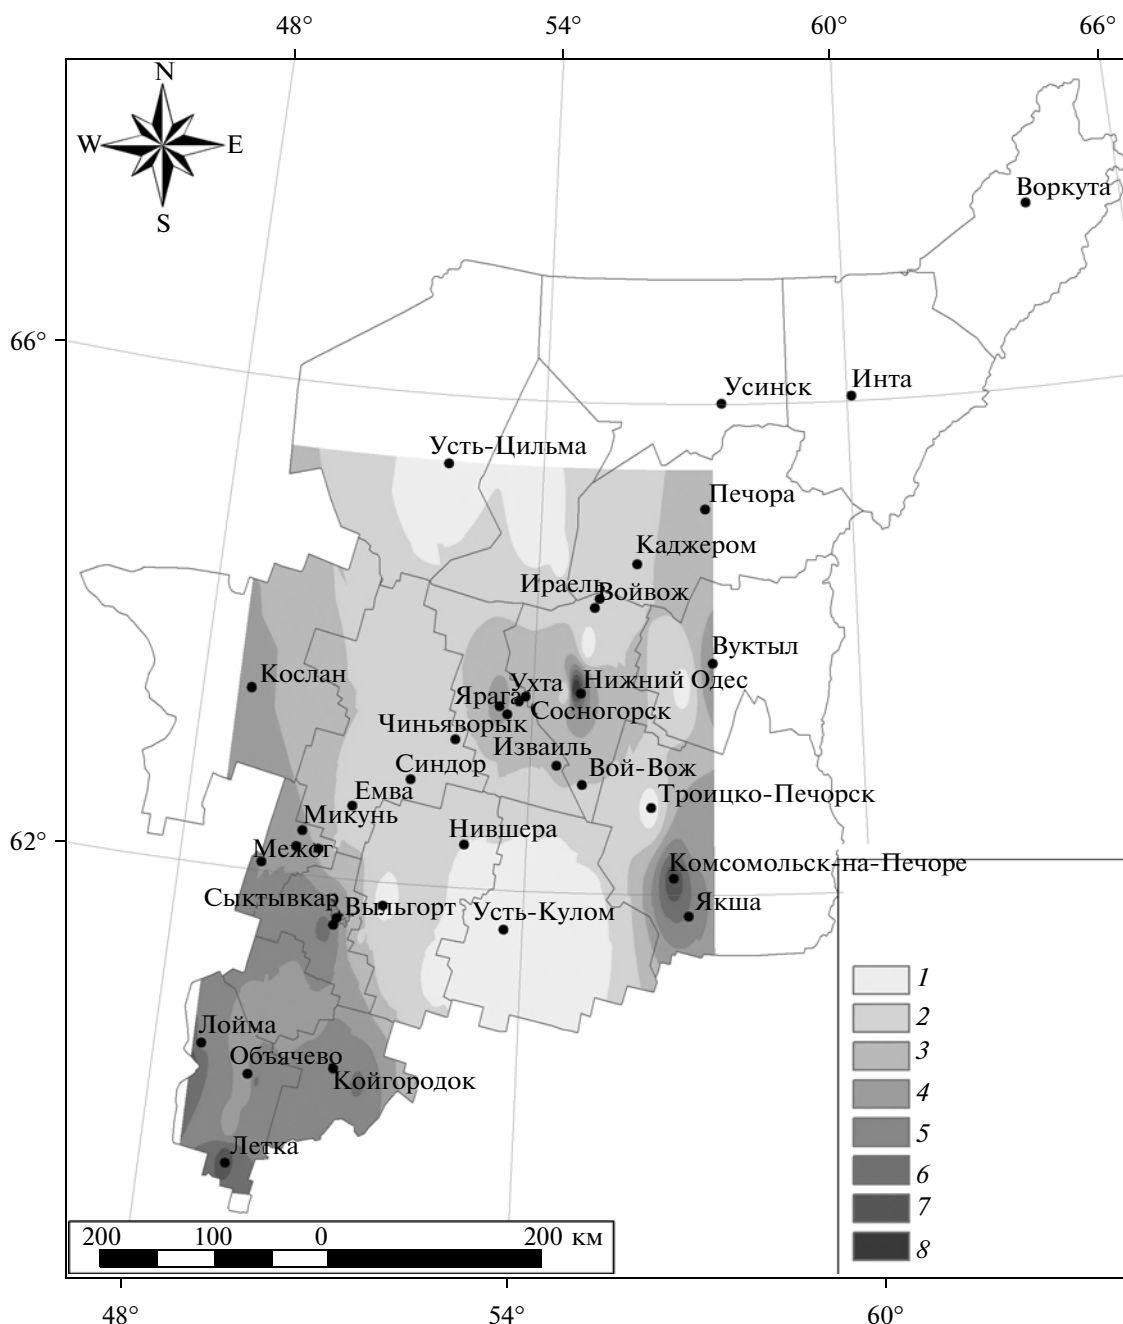 48° 54° 60° 66°
N
W E
S
Воркута
66°
Усинск
Инта
Усть-Цильма
Печора
Каджером
Ираель
Войвож
Вуктыл
Кослан
Нижний Одес
Ухта
Ярага
Сосногорск
Чиньяворык
Изваиль
Синдор
Вой-Вож
Емва
Троицко-Печорск
Микунь
Нившера
62°
Межог
Комсомольск-на-Печоре
Сыктывкар
Выльгорт
Усть-Кулом
Якша
1
2
Лойма
3
Объячево
Койгородок
4
5
Летка
6
7
8
200 100 0 200 км
48° 54° 60°